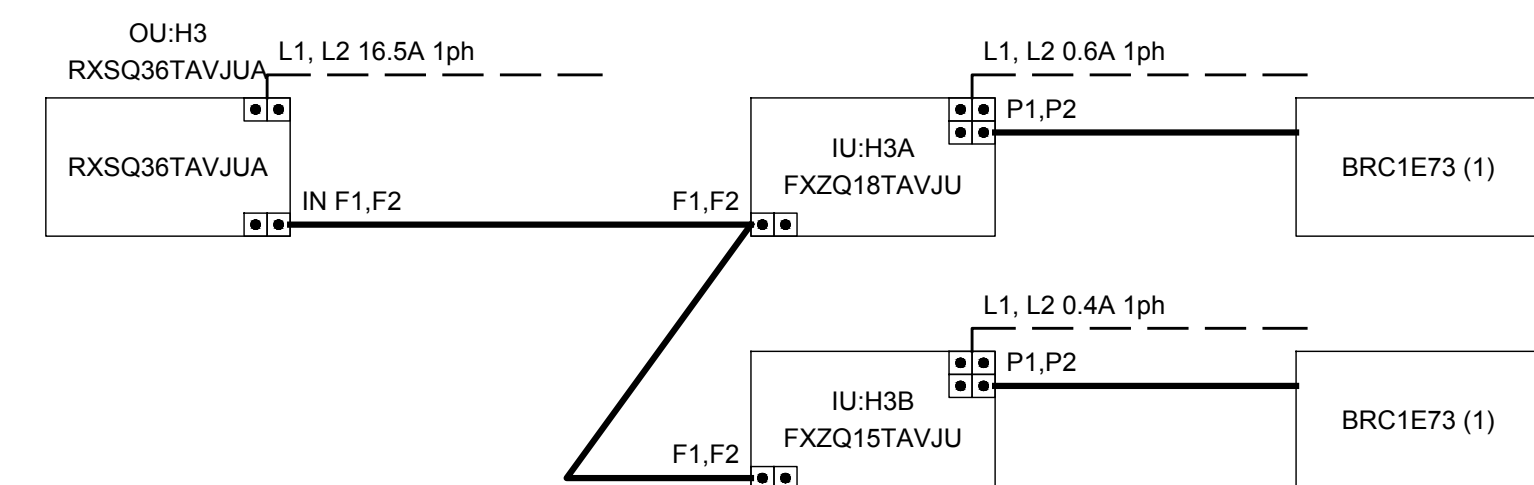 OU:H3
RXSQ36TAVJUA
L1, L2 16.5A 1ph
RXSQ36TAVJUA
IN F1,F2
F1,F2
L1, L2 0.6A 1ph
P1,P2
IU:H3A
FXZQ18TAVJU
BRC1E73 (1)
L1, L2 0.4A 1ph
P1,P2
IU:H3B
FXZQ15TAVJU
BRC1E73 (1)
F1,F2